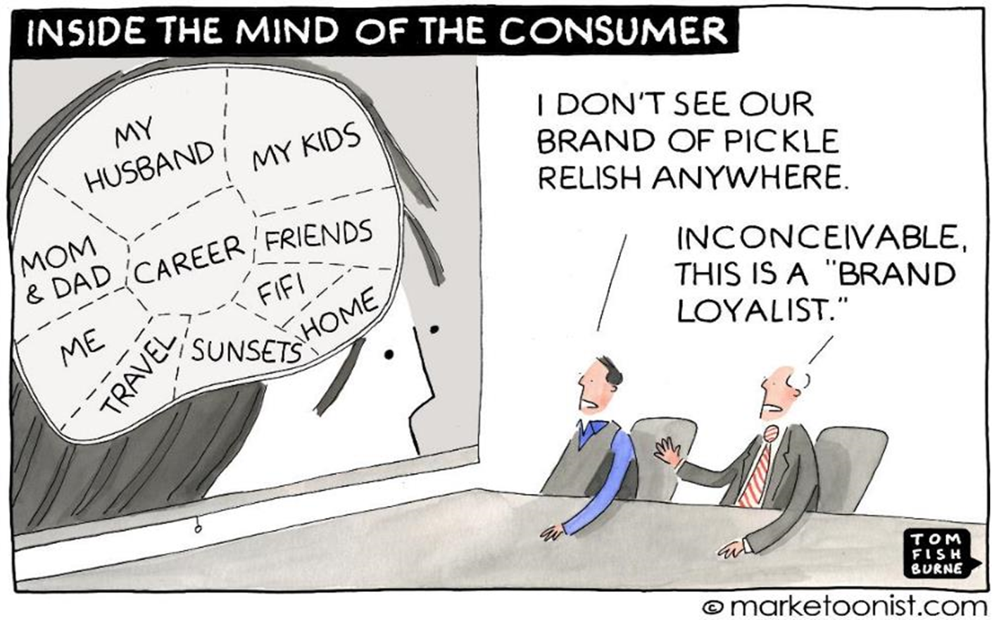 INSIDE THE MIND OF THE CONSUMER
MY
HUSBAND
MY KIDS
MOM
& DAD
CAREER
FRIENDS
FIFI
HOME
ME
TRAVEL
SUNSETS
I DON'T SEE OUR
BRAND OF PICKLE
RELISH ANYWHERE.
INCONCEIVABLE,
THIS IS A "BRAND
LOYALIST."
TOM
FISH
BURNE
© marketoonist.com